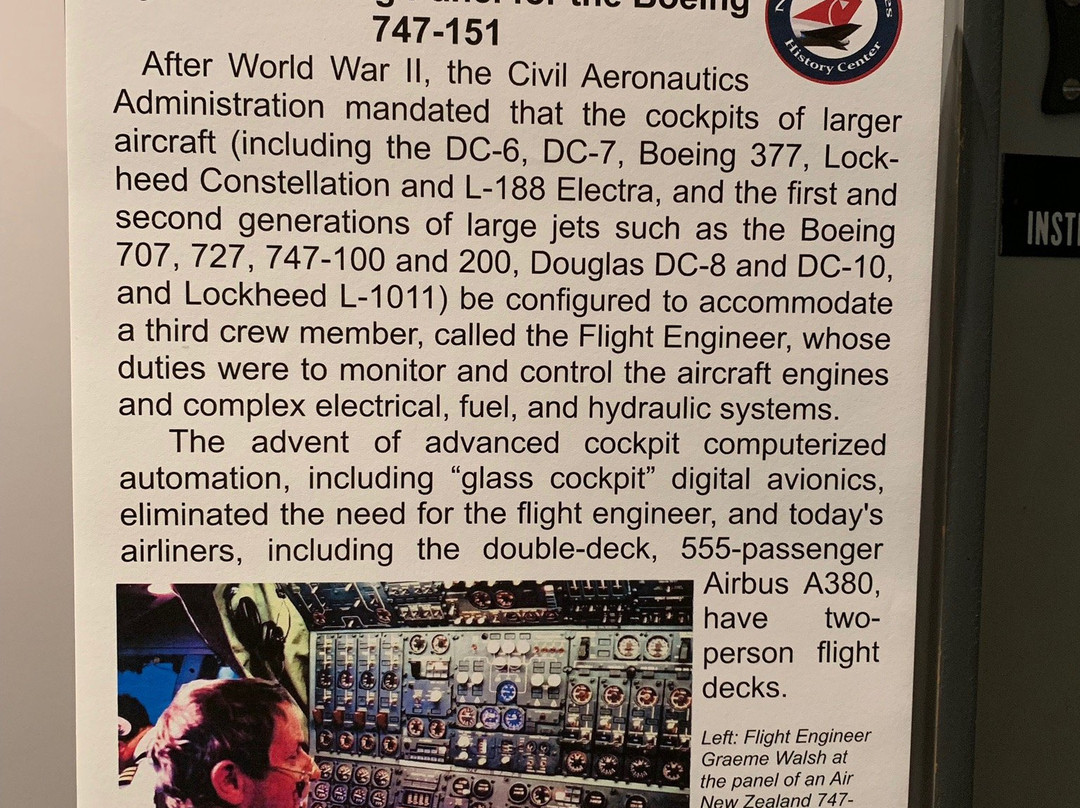 Panel for the Boeing
747-151
History Center
After World War II, the Civil Aeronautics
Administration mandated that the cockpits of larger
aircraft (including the DC-6, DC-7, Boeing 377, Lock-
heed Constellation and L-188 Electra, and the first and
second generations of large jets such as the Boeing
707, 727, 747-100 and 200, Douglas DC-8 and DC-10,
and Lockheed L-1011) be configured to accommodate
a third crew member, called the Flight Engineer, whose
duties were to monitor and control the aircraft engines
and complex electrical, fuel, and hydraulic systems.
The advent of advanced cockpit computerized
automation, including “glass cockpit” digital avionics,
eliminated the need for the flight engineer, and today's
airliners, including the double-deck, 555-passenger
Airbus A380,
have two-
person flight
decks.
Left: Flight Engineer
Graeme Walsh at
the panel of an Air
New Zealand 747-
INST